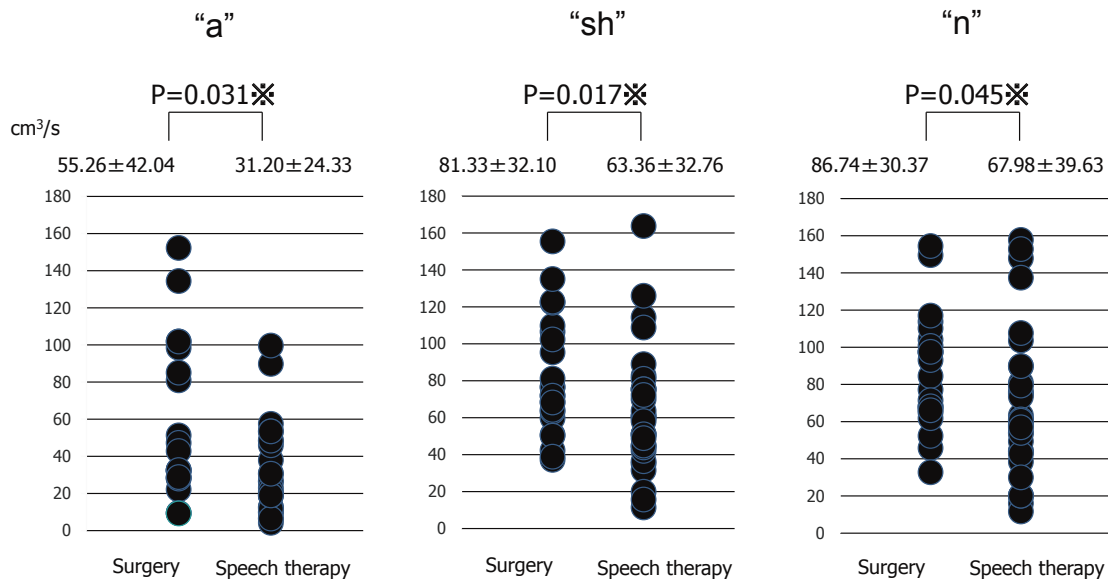 “a” “sh” “n”
P=0.031※ P=0.017※ P=0.045※
cm³/s
55.26±42.04 31.20±24.33 81.33±32.10 63.36±32.76 86.74±30.37 67.98±39.63
180 180 180
160 160 160
140 140 140
120 120 120
100 100 100
80 80 80
60 60 60
40 40 40
20 20 20
0 0 0
Surgery Speech therapy Surgery Speech therapy Surgery Speech therapy